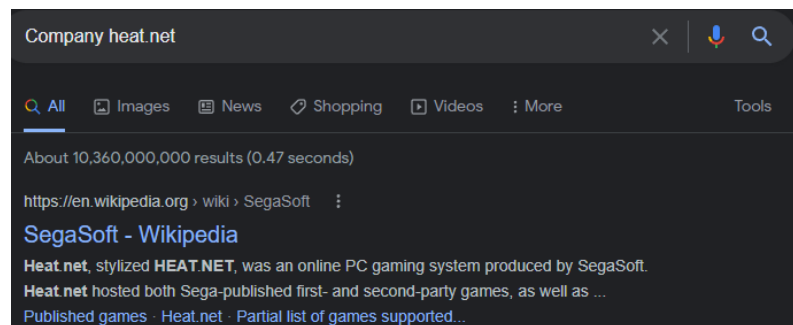 Company heat.net
All Images News Shopping Videos More Tools
About 10,360,000,000 results (0.47 seconds)
https://en.wikipedia.org › wiki › SegaSoft
SegaSoft - Wikipedia
Heat.net, stylized HEAT.NET, was an online PC gaming system produced by SegaSoft.
Heat.net hosted both Sega-published first- and second-party games, as well as ...
Published games · Heat.net · Partial list of games supported...